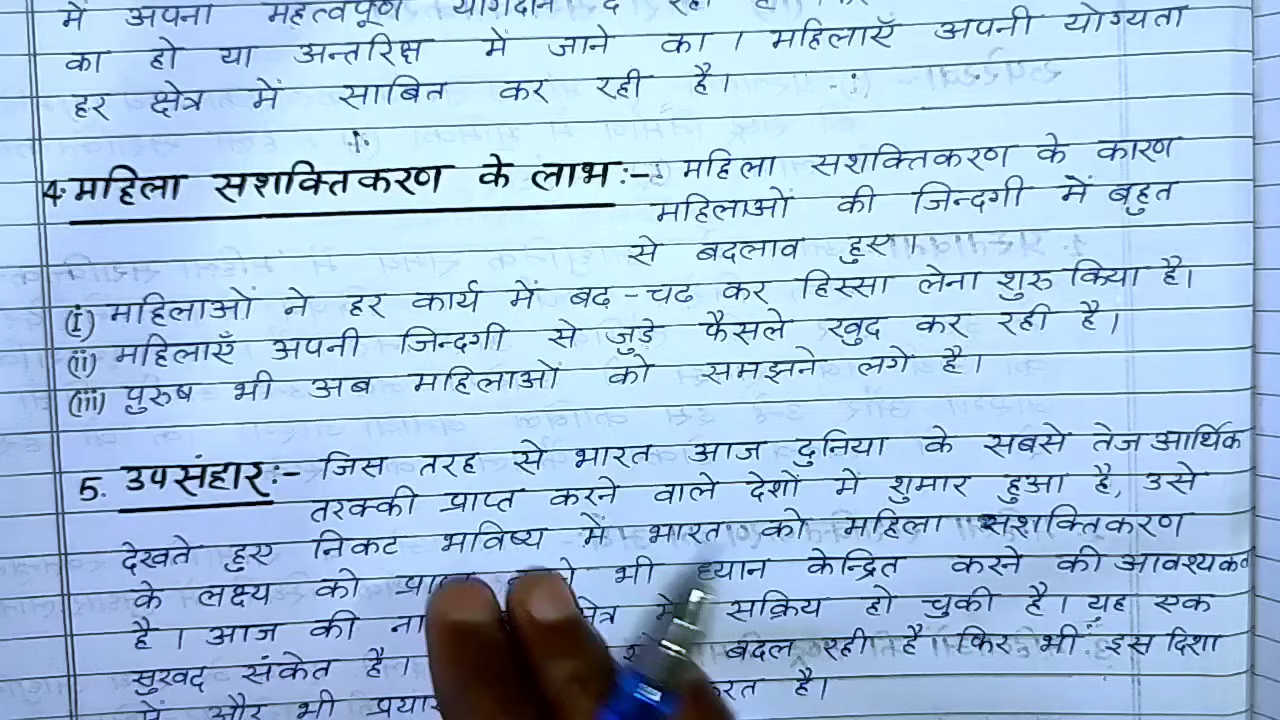 में अपना महत्वपूर्ण योगदान दे रही
का हो या अन्तरिक्ष में जाने का । महिलाएँ अपनी योग्यता
हर क्षेत्र में साबित कर रही है।
4. महिला सशक्तिकरण के लाभ :- महिला सशक्तिकरण के कारण
महिलाओं की जिन्दगी में बहुत
से बदलाव हुए।
(i) महिलाओं ने हर कार्य में बढ़-चढ़ कर हिस्सा लेना शुरु किया है।
(ii) महिलाएँ अपनी जिन्दगी से जुड़े फैसले खुद कर रही है।
(iii) पुरुष भी अब महिलाओं को समझने लगे है।
5. उपसंहार :- जिस तरह से भारत आज दुनिया के सबसे तेज आर्थिक
तरक्की प्राप्त करने वाले देशों में शुमार हुआ है, उसे
देखते हुए निकट भविष्य में भारत को महिला सशक्तिकरण
के लक्ष्य को भी ध्यान केन्द्रित करने की आवश्यकता
है । आज की में सक्रिय हो चुकी है। यह एक
सुखद संकेत है। बदल रही है फिर भी इस दिशा
में और भी है।